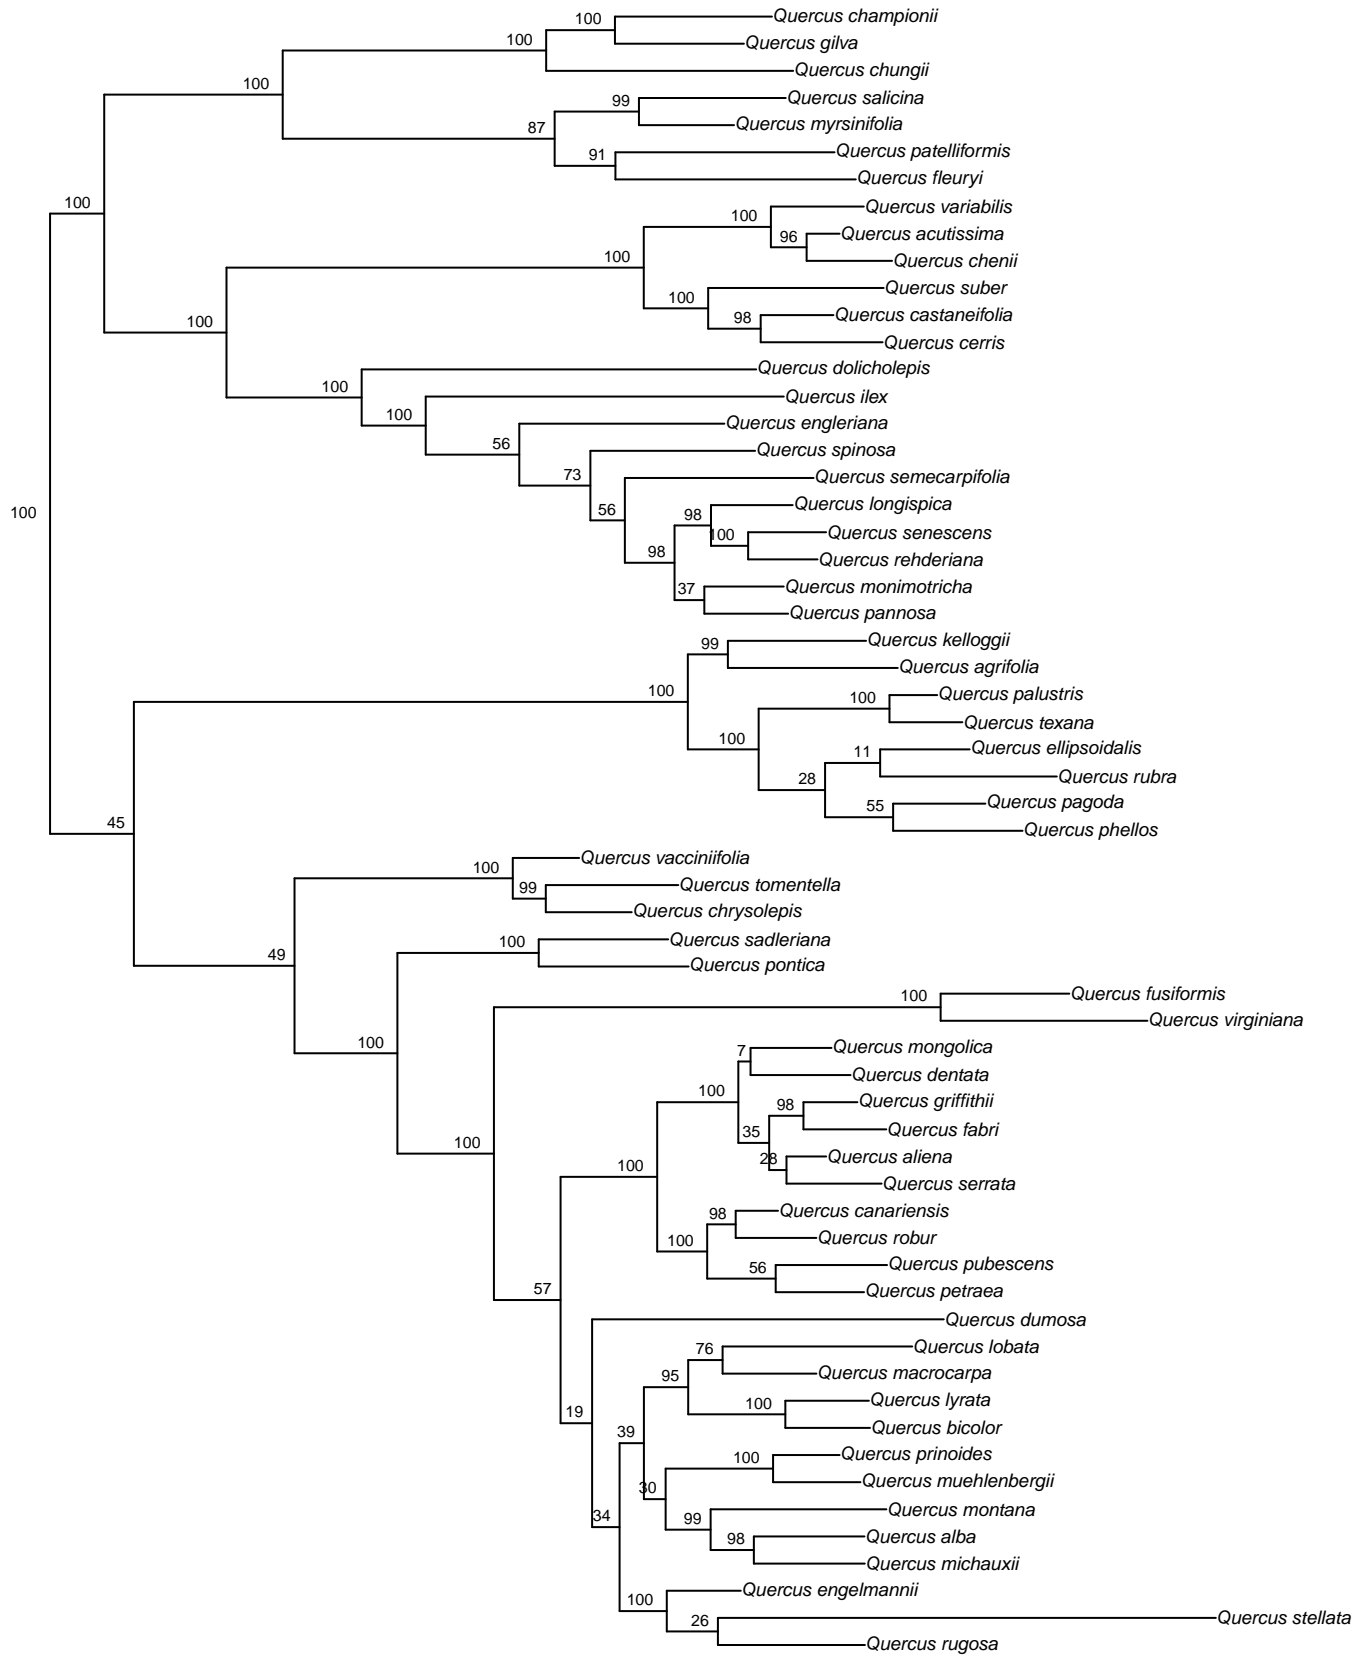 Quercus championii
100
Quercus gilva
100
Quercus chungii
100
Quercus salicina
99
Quercus myrsinifolia
87
Quercus patelliformis
91
Quercus fleuryi
100
Quercus variabilis
100
Quercus acutissima
96
Quercus chenii
100
Quercus suber
100
Quercus castaneifolia
98
Quercus cerris
100
Quercus dolicholepis
100
Quercus ilex
100
Quercus engleriana
56
Quercus spinosa
73
Quercus semecarpifolia
56
Quercus longispica
98
Quercus senescens
100
98
Quercus rehderiana
Quercus monimotricha
37
Quercus pannosa
100
Quercus kelloggii
99
Quercus agrifolia
100
Quercus palustris
100
Quercus texana
100
Quercus ellipsoidalis
11
Quercus rubra
28
Quercus pagoda
55
Quercus phellos
45
Quercus vacciniifolia
100
Quercus tomentella
99
Quercus chrysolepis
49
Quercus sadleriana
100
Quercus pontica
100
Quercus fusiformis
100
Quercus virginiana
100
Quercus mongolica
7
Quercus dentata
100
Quercus griffithii
98
Quercus fabri
35
Quercus aliena
28
Quercus serrata
100
Quercus canariensis
98
Quercus robur
100
Quercus pubescens
56
Quercus petraea
57
Quercus dumosa
Quercus lobata
76
Quercus macrocarpa
95
Quercus lyrata
100
Quercus bicolor
19
39
Quercus prinoides
100
Quercus muehlenbergii
30
Quercus montana
99
34
Quercus alba
98
Quercus michauxii
Quercus engelmannii
100
Quercus stellata
26
Quercus rugosa